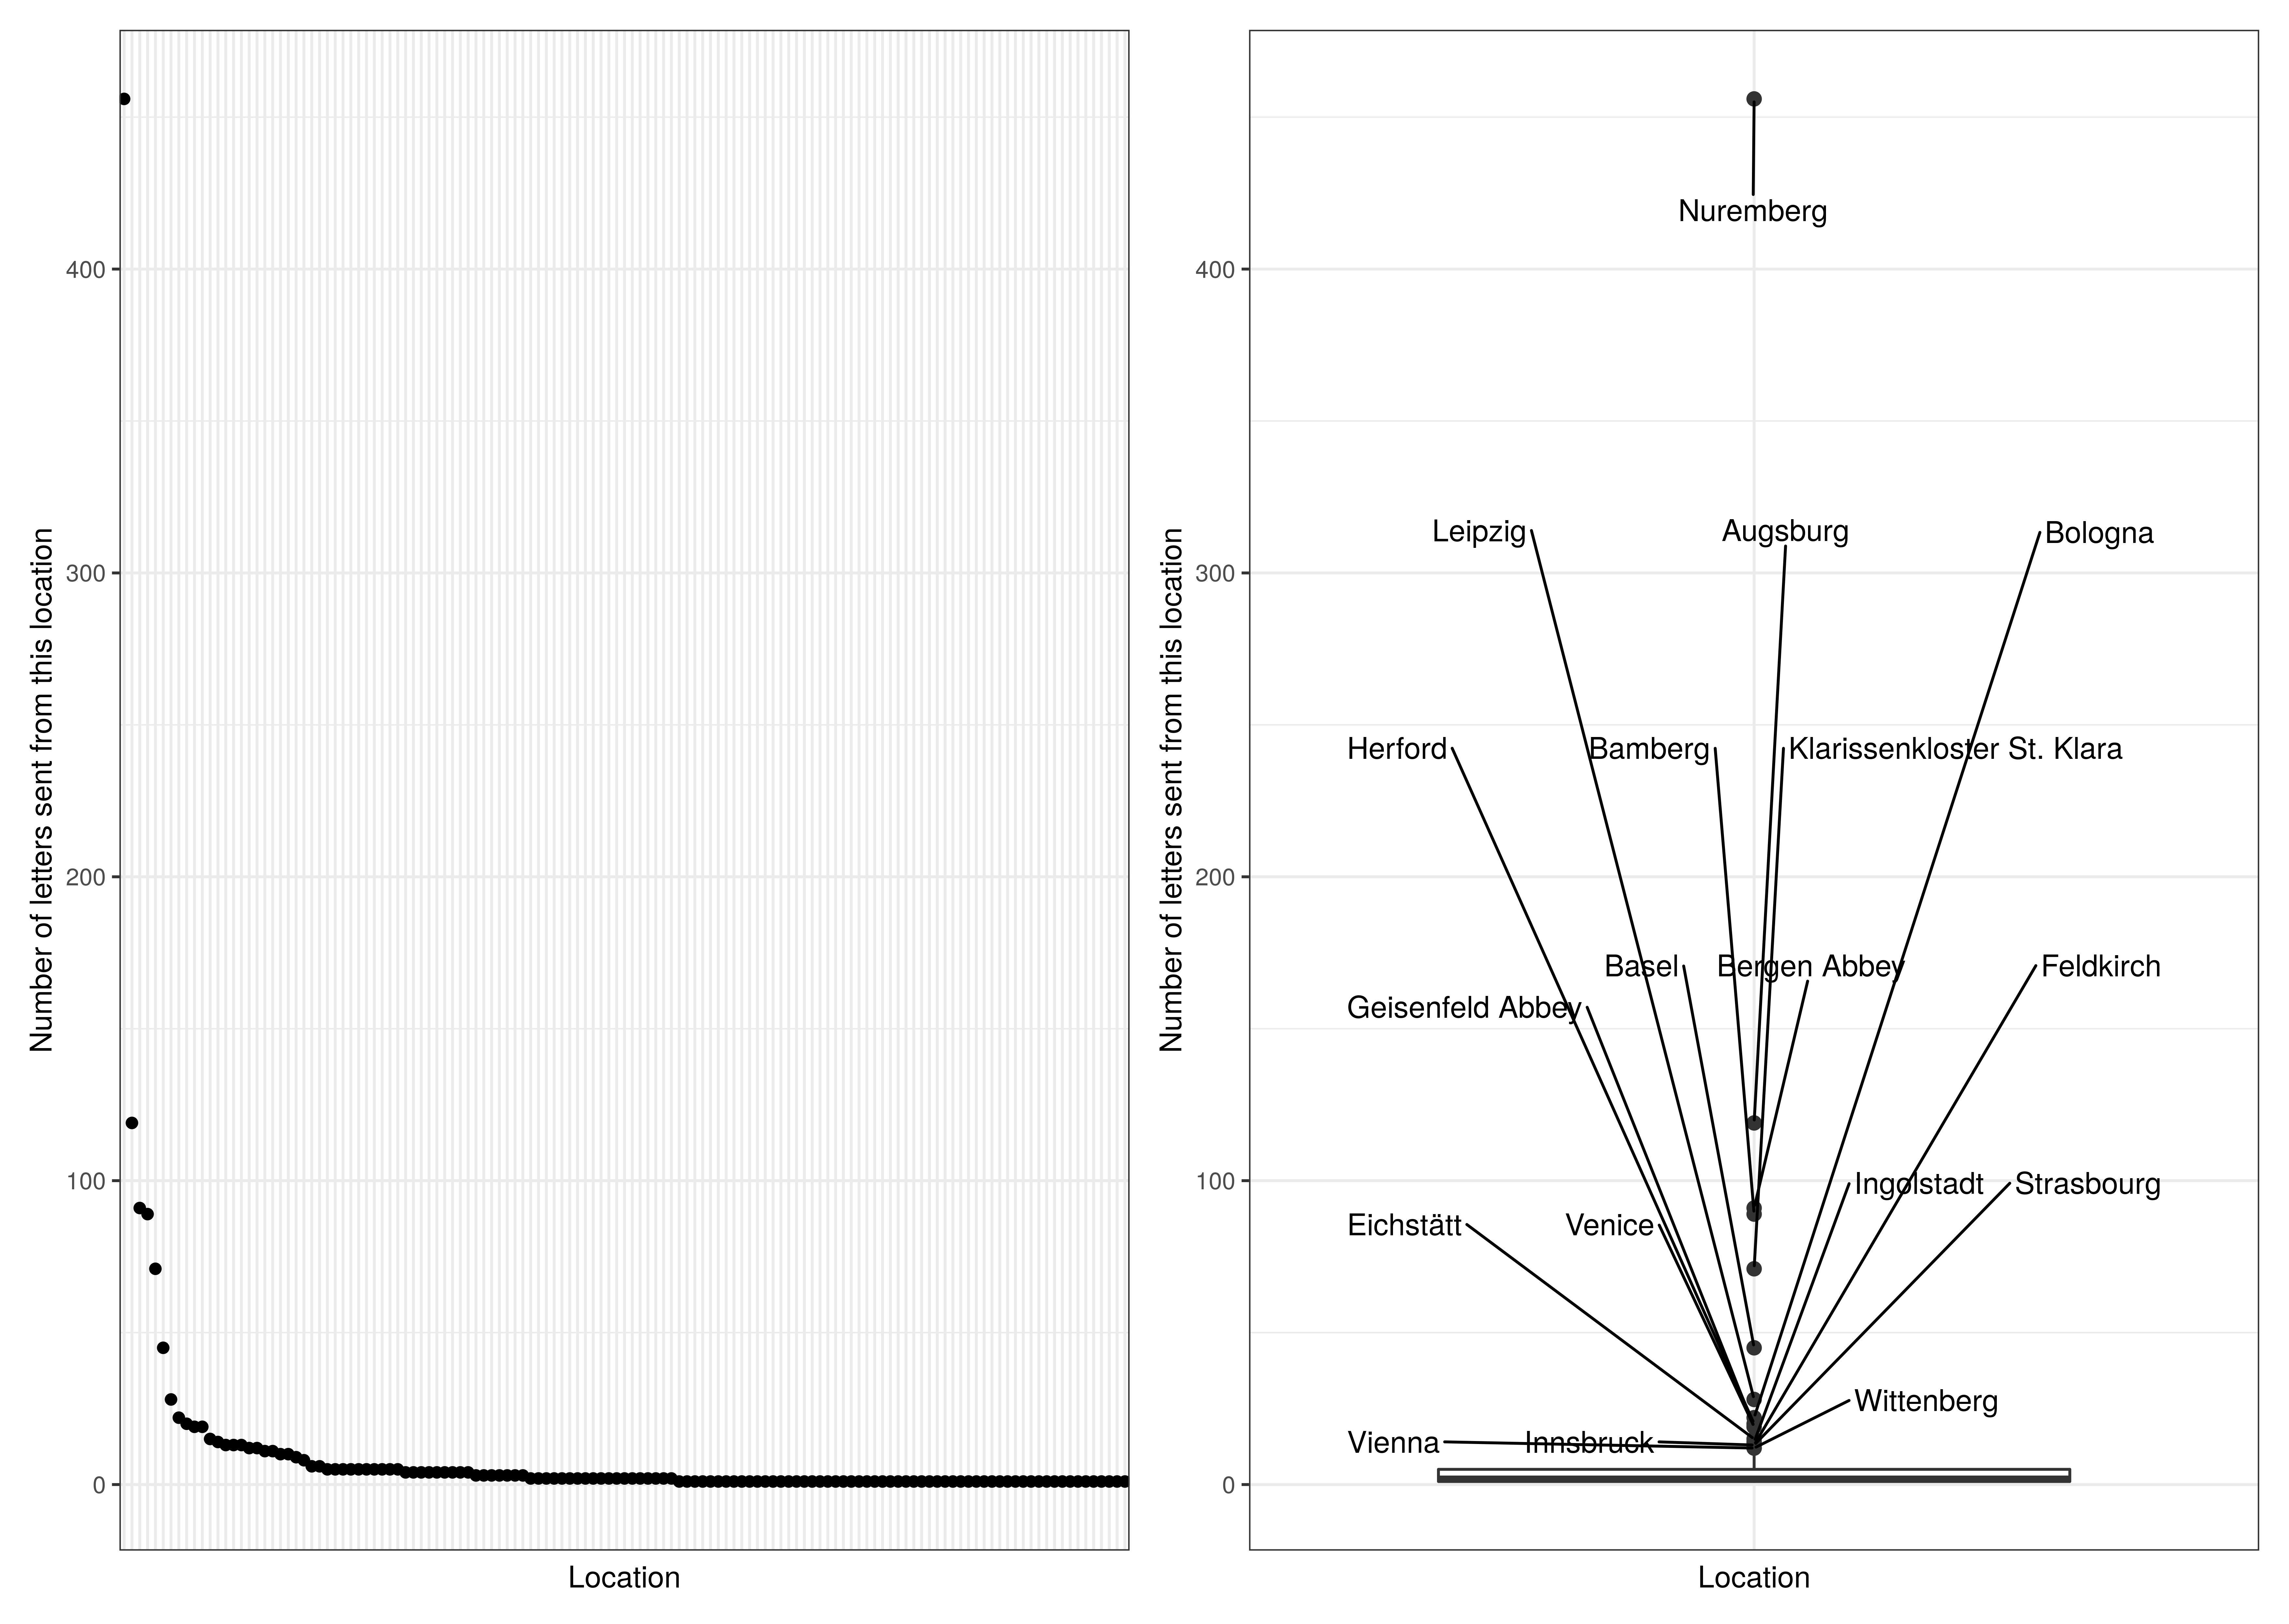 Number of letters sent from this location
400
300
200
100
0
Location
Number of letters sent from this location
400
300
200
100
0
Nuremberg
Leipzig
Augsburg
Bologna
Herford
Bamberg
Klarissenkloster St. Klara
Basel
Bergen Abbey
Feldkirch
Geisenfeld Abbey
Ingolstadt
Strasbourg
Eichstätt
Venice
Wittenberg
Vienna
Innsbruck
Location